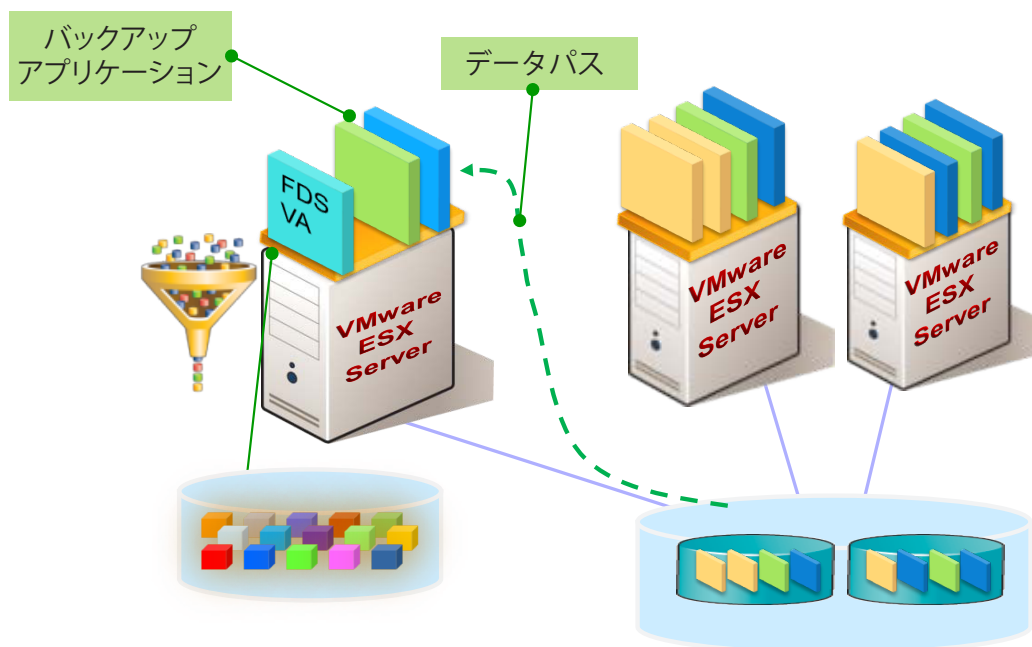 バックアップ
アプリケーション
データパス
FDS
VA
VMware
ESX
Server
VMware
ESX
Server
VMware
ESX
Server